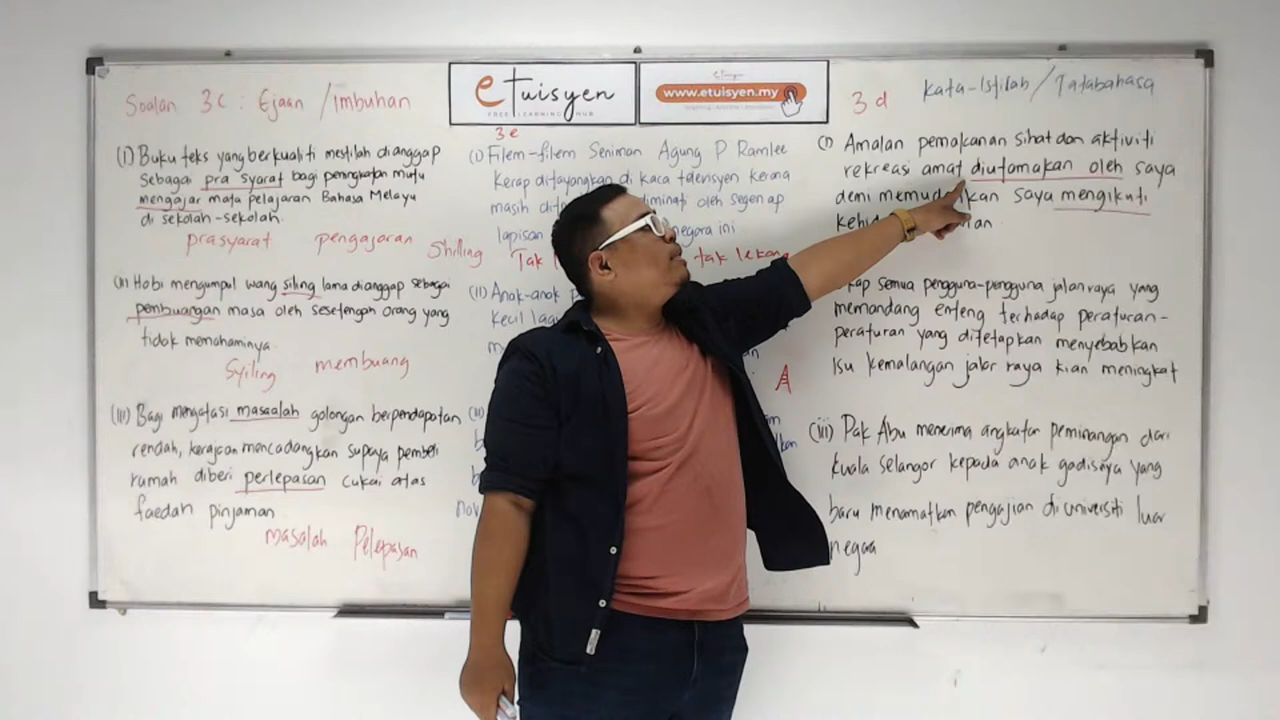 Soalan 3c : Ejaan / Imbuhan
(I) Buku teks yang berkualiti mestilah dianggap
sebagai pra syarat bagi peningkatan mutu
mengajar mata pelajaran Bahasa Melayu
di sekolah-sekolah.
prasyarat pengajaran
(II) Hobi mengumpul wang siling lama dianggap sebagai
pembuangan masa oleh sesetengah orang yang
tidak memahaminya
Shilling
Syiling membuang
(III) Bagi mengatasi masaalah golongan berpendapatan
rendah, kerajaan mencadangkan supaya pembeli
rumah diberi perlepasan cukai atas
faedah pinjaman
masalah Pelepasan
etuisyen
FREE LEARNING HUB
etuisyen
www.etuisyen.my
3e
(I) Filem-filem Seniman Agung P Ramlee
kerap ditayangkan di kaca televisyen kerana
masih oleh segenap
lapisan negara ini
Tak tak lekang
(II) Anak-anak
kecil
A
3d
Kata-Istilah / Tatabahasa
(I) Amalan pemakanan sihat dan aktiviti
rekreasi amat diutamakan oleh saya
demi saya mengikuti
semua pengguna-pengguna jalan raya yang
memandang enteng terhadap peraturan-
peraturan yang ditetapkan menyebabkan
Isu kemalangan jalan raya kian meningkat
(iii) Pak Abu menerima angkatan peminangan dari
kuala selangor kepada anak gadisnya yang
baru menamatkan pengajian di universiti luar
negara